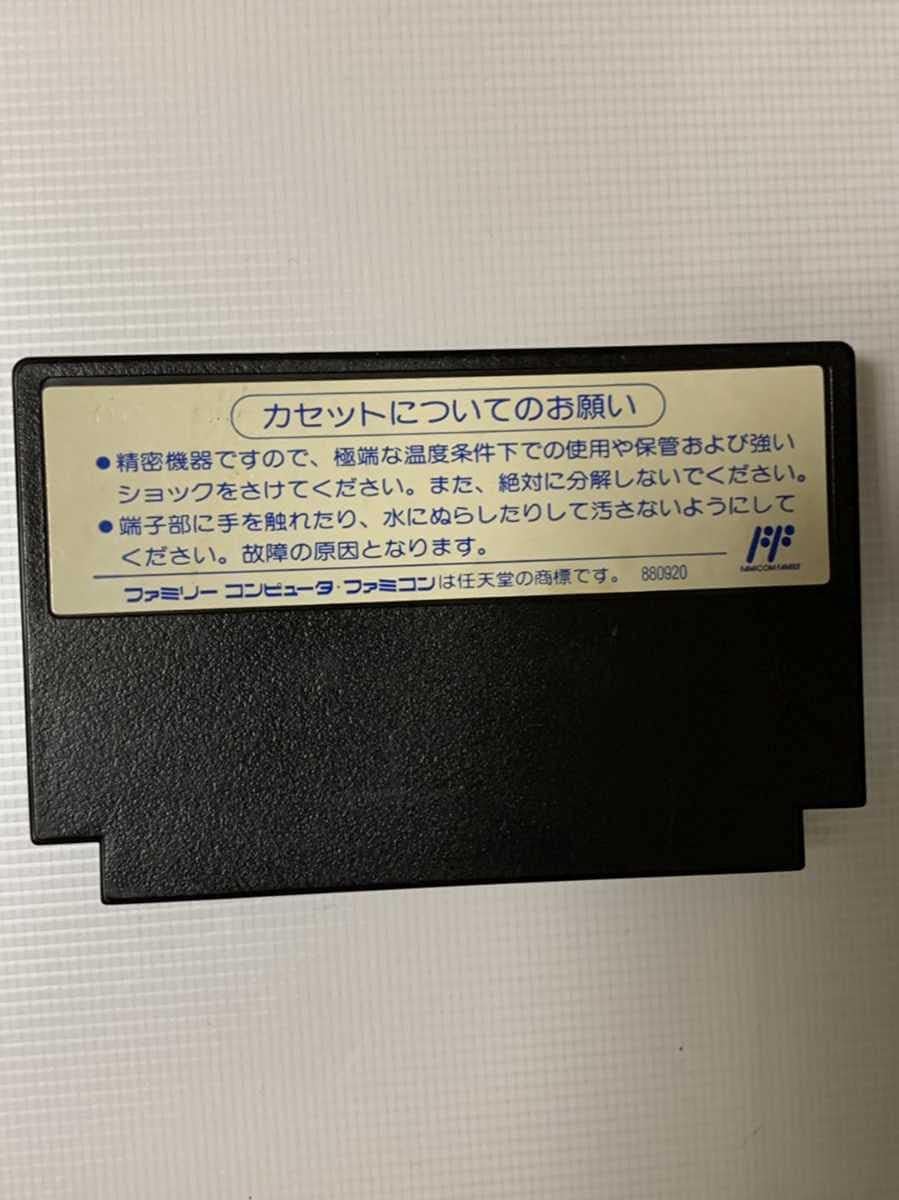 カセットについてのお願い
●精密機器ですので、極端な温度条件下での使用や保管および強い
ショックをさけてください。また、絶対に分解しないでください。
●端子部に手を触れたり、水にぬらしたりして汚さないようにして
ください。故障の原因となります。
FAMICOM FAMILY
ファミリー コンピュータ・ファミコンは任天堂の商標です。 880920